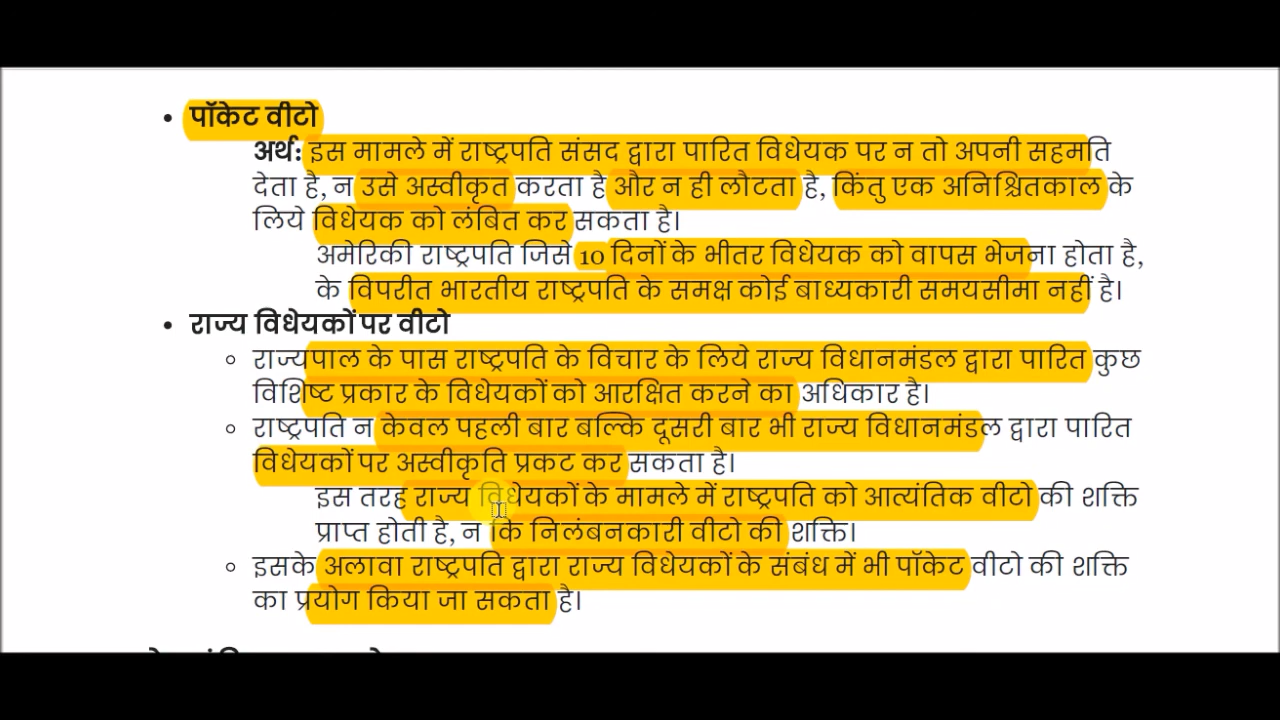 • पॉकेट वीटो
अर्थ: इस मामले में राष्ट्रपति संसद द्वारा पारित विधेयक पर न तो अपनी सहमति
देता है, न उसे अस्वीकृत करता है और न ही लौटता है, किंतु एक अनिश्चितकाल के
लिये विधेयक को लंबित कर सकता है।
अमेरिकी राष्ट्रपति जिसे 10 दिनों के भीतर विधेयक को वापस भेजना होता है,
के विपरीत भारतीय राष्ट्रपति के समक्ष कोई बाध्यकारी समयसीमा नहीं है।
• राज्य विधेयकों पर वीटो
○ राज्यपाल के पास राष्ट्रपति के विचार के लिये राज्य विधानमंडल द्वारा पारित कुछ
विशिष्ट प्रकार के विधेयकों को आरक्षित करने का अधिकार है।
○ राष्ट्रपति न केवल पहली बार बल्कि दूसरी बार भी राज्य विधानमंडल द्वारा पारित
विधेयकों पर अस्वीकृति प्रकट कर सकता है।
इस तरह राज्य विधेयकों के मामले में राष्ट्रपति को आत्यंतिक वीटो की शक्ति
प्राप्त होती है, न कि निलंबनकारी वीटो की शक्ति।
○ इसके अलावा राष्ट्रपति द्वारा राज्य विधेयकों के संबंध में भी पॉकेट वीटो की शक्ति
का प्रयोग किया जा सकता है।